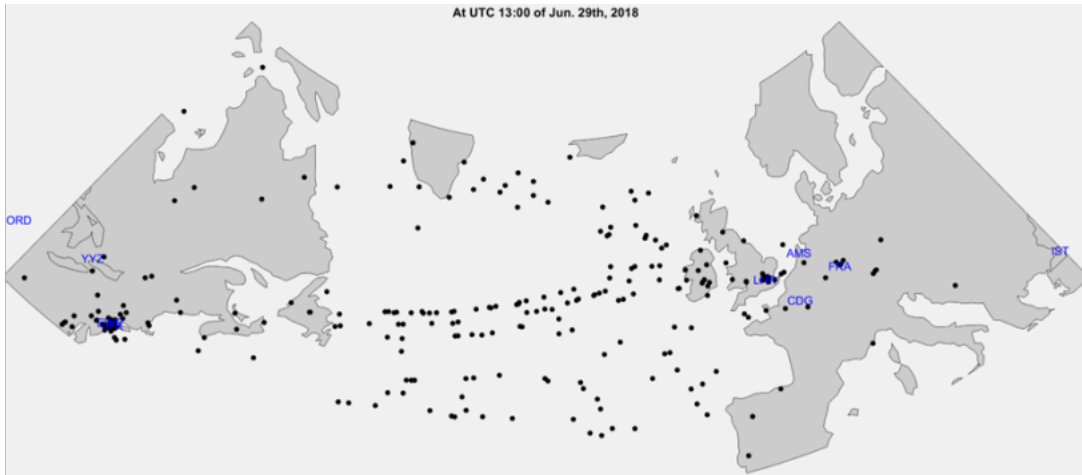 At UTC 13:00 of Jun. 29th, 2018
ORD
YYZ
IST
AMS
FRA
CDG